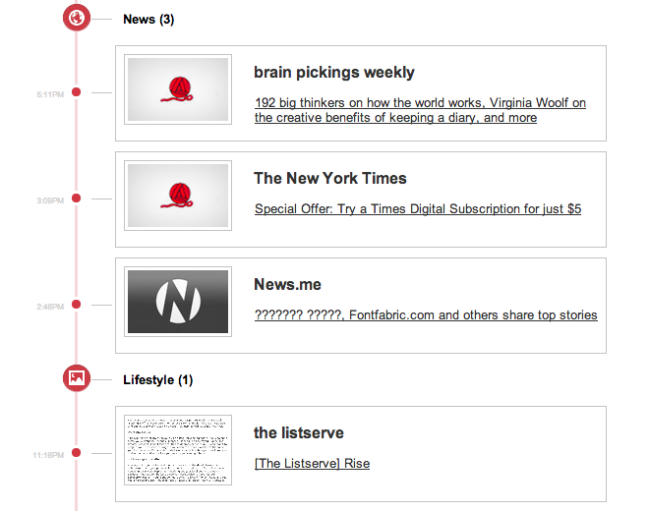 News (3)
5:11PM
brain pickings weekly
192 big thinkers on how the world works, Virginia Woolf on
the creative benefits of keeping a diary, and more
3:09PM
The New York Times
Special Offer: Try a Times Digital Subscription for just $5
2:46PM
N
News.me
??????? ?????, Fontfabric.com and others share top stories
Lifestyle (1)
11:16PM
the listserve
[The Listserve] Rise